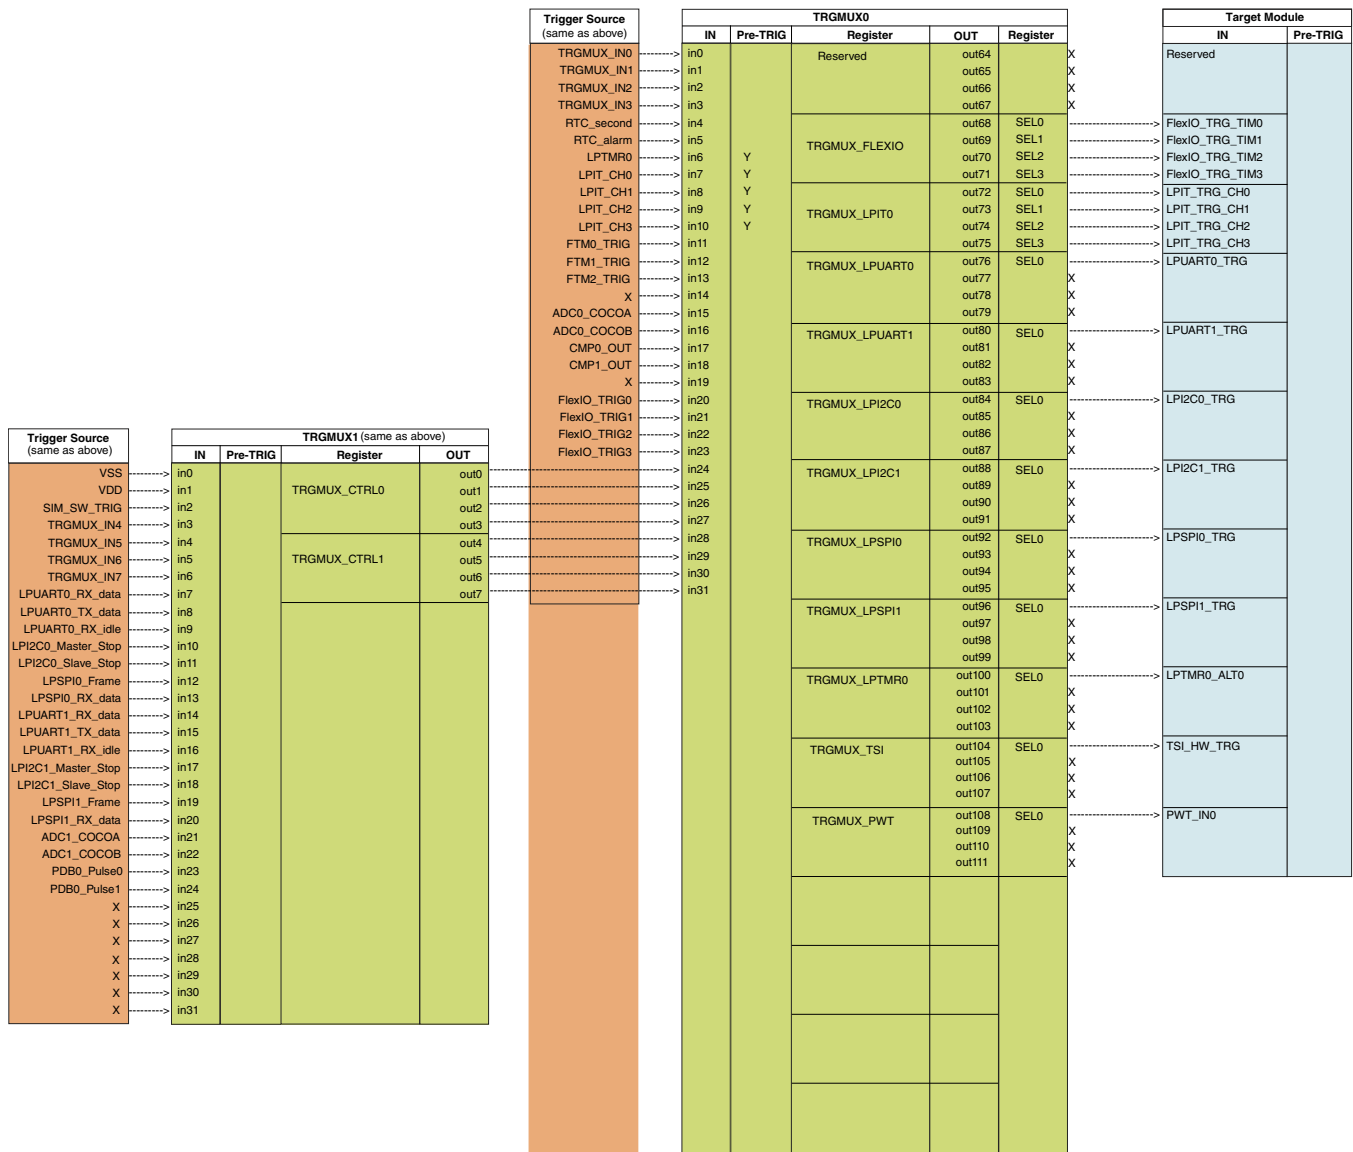 Trigger Source TRGMUX0 Target Module
(same as above) IN Pre-TRIG Register OUT Register IN Pre-TRIG
TRGMUX_IN0 --------> in0 Reserved out64 X Reserved
TRGMUX_IN1 --------> in1 out65 X
TRGMUX_IN2 --------> in2 out66 X
TRGMUX_IN3 --------> in3 out67 X
RTC_second --------> in4 out68 SEL0 --------> FlexIO_TRG_TIM0
RTC_alarm --------> in5 TRGMUX_FLEXIO out69 SEL1 --------> FlexIO_TRG_TIM1
LPTMR0 --------> in6 Y out70 SEL2 --------> FlexIO_TRG_TIM2
LPIT_CH0 --------> in7 Y out71 SEL3 --------> FlexIO_TRG_TIM3
LPIT_CH1 --------> in8 Y out72 SEL0 --------> LPIT_TRG_CH0
LPIT_CH2 --------> in9 Y TRGMUX_LPIT0 out73 SEL1 --------> LPIT_TRG_CH1
LPIT_CH3 --------> in10 Y out74 SEL2 --------> LPIT_TRG_CH2
FTM0_TRIG --------> in11 out75 SEL3 --------> LPIT_TRG_CH3
FTM1_TRIG --------> in12 TRGMUX_LPUART0 out76 SEL0 --------> LPUART0_TRG
FTM2_TRIG --------> in13 out77 X
X --------> in14 out78 X
ADC0_COCOA --------> in15 out79 X
ADC0_COCOB --------> in16 TRGMUX_LPUART1 out80 SEL0 --------> LPUART1_TRG
CMP0_OUT --------> in17 out81 X
CMP1_OUT --------> in18 out82 X
X --------> in19 out83 X
FlexIO_TRIG0 --------> in20 TRGMUX_LPI2C0 out84 SEL0 --------> LPI2C0_TRG
FlexIO_TRIG1 --------> in21 out85 X
FlexIO_TRIG2 --------> in22 out86 X
FlexIO_TRIG3 --------> in23 out87 X
--------> in24 TRGMUX_LPI2C1 out88 SEL0 --------> LPI2C1_TRG
--------> in25 out89 X
--------> in26 out90 X
--------> in27 out91 X
--------> in28 TRGMUX_LPSPI0 out92 SEL0 --------> LPSPI0_TRG
--------> in29 out93 X
--------> in30 out94 X
--------> in31 out95 X
TRGMUX_LPSPI1 out96 SEL0 --------> LPSPI1_TRG
out97 X
out98 X
out99 X
TRGMUX_LPTMR0 out100 SEL0 --------> LPTMR0_ALT0
out101 X
out102 X
out103 X
TRGMUX_TSI out104 SEL0 --------> TSI_HW_TRG
out105 X
out106 X
out107 X
TRGMUX_PWT out108 SEL0 --------> PWT_IN0
out109 X
out110 X
out111 X
Trigger Source TRGMUX1 (same as above)
(same as above) IN Pre-TRIG Register OUT
VSS --------> in0 out0
VDD --------> in1 TRGMUX_CTRL0 out1
SIM_SW_TRIG --------> in2 out2
TRGMUX_IN4 --------> in3 out3
TRGMUX_IN5 --------> in4 out4
TRGMUX_IN6 --------> in5 TRGMUX_CTRL1 out5
TRGMUX_IN7 --------> in6 out6
LPUART0_RX_data --------> in7 out7
LPUART0_TX_data --------> in8
LPUART0_RX_idle --------> in9
LPI2C0_Master_Stop --------> in10
LPI2C0_Slave_Stop --------> in11
LPSPI0_Frame --------> in12
LPSPI0_RX_data --------> in13
LPUART1_RX_data --------> in14
LPUART1_TX_data --------> in15
LPUART1_RX_idle --------> in16
LPI2C1_Master_Stop --------> in17
LPI2C1_Slave_Stop --------> in18
LPSPI1_Frame --------> in19
LPSPI1_RX_data --------> in20
ADC1_COCOA --------> in21
ADC1_COCOB --------> in22
PDB0_Pulse0 --------> in23
PDB0_Pulse1 --------> in24
X --------> in25
X --------> in26
X --------> in27
X --------> in28
X --------> in29
X --------> in30
X --------> in31